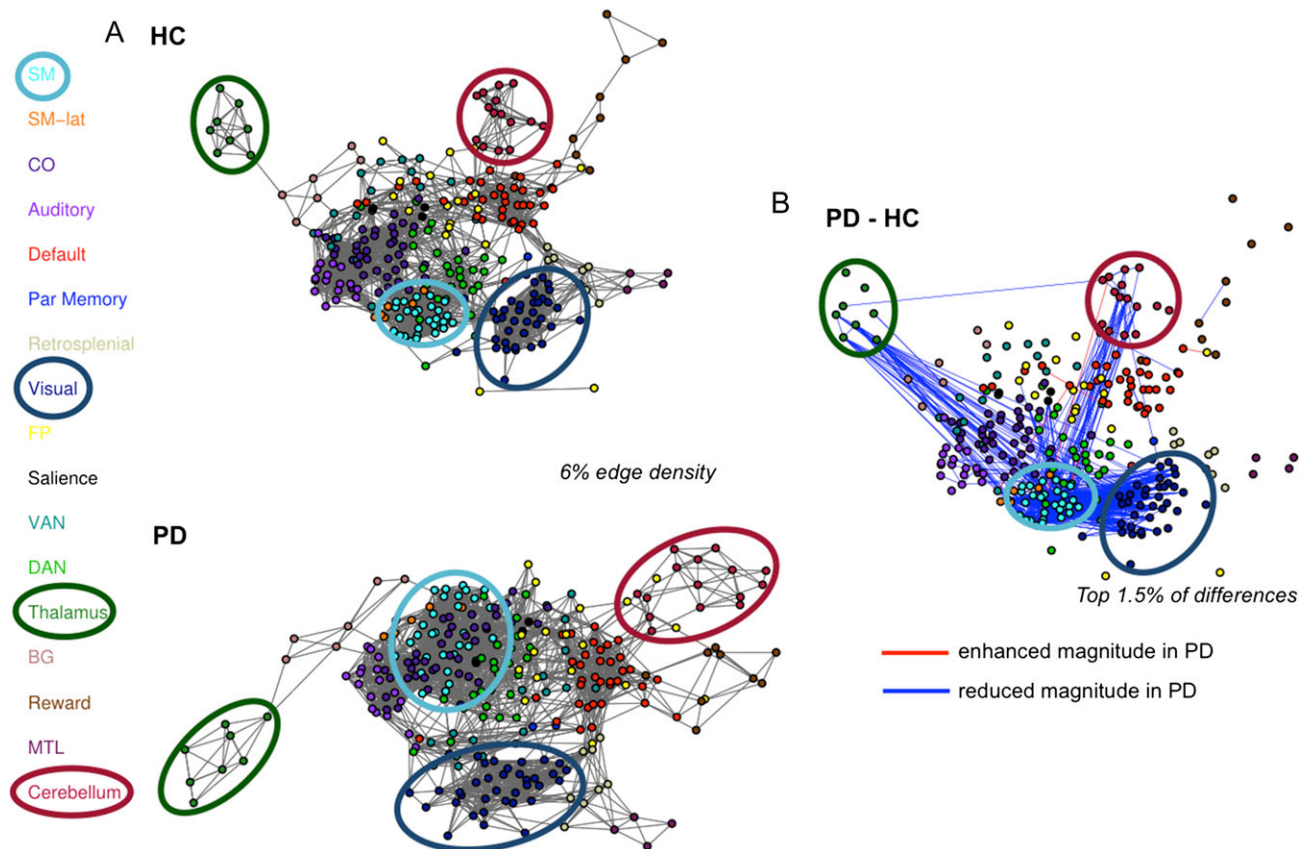 A
HC
SM
SM-lat
CO
Auditory
Default
Par Memory
Retrosplenial
Visual
FP
Salience
VAN
DAN
Thalamus
BG
Reward
MTL
Cerebellum
6% edge density
PD
B
PD - HC
Top 1.5% of differences
enhanced magnitude in PD
reduced magnitude in PD